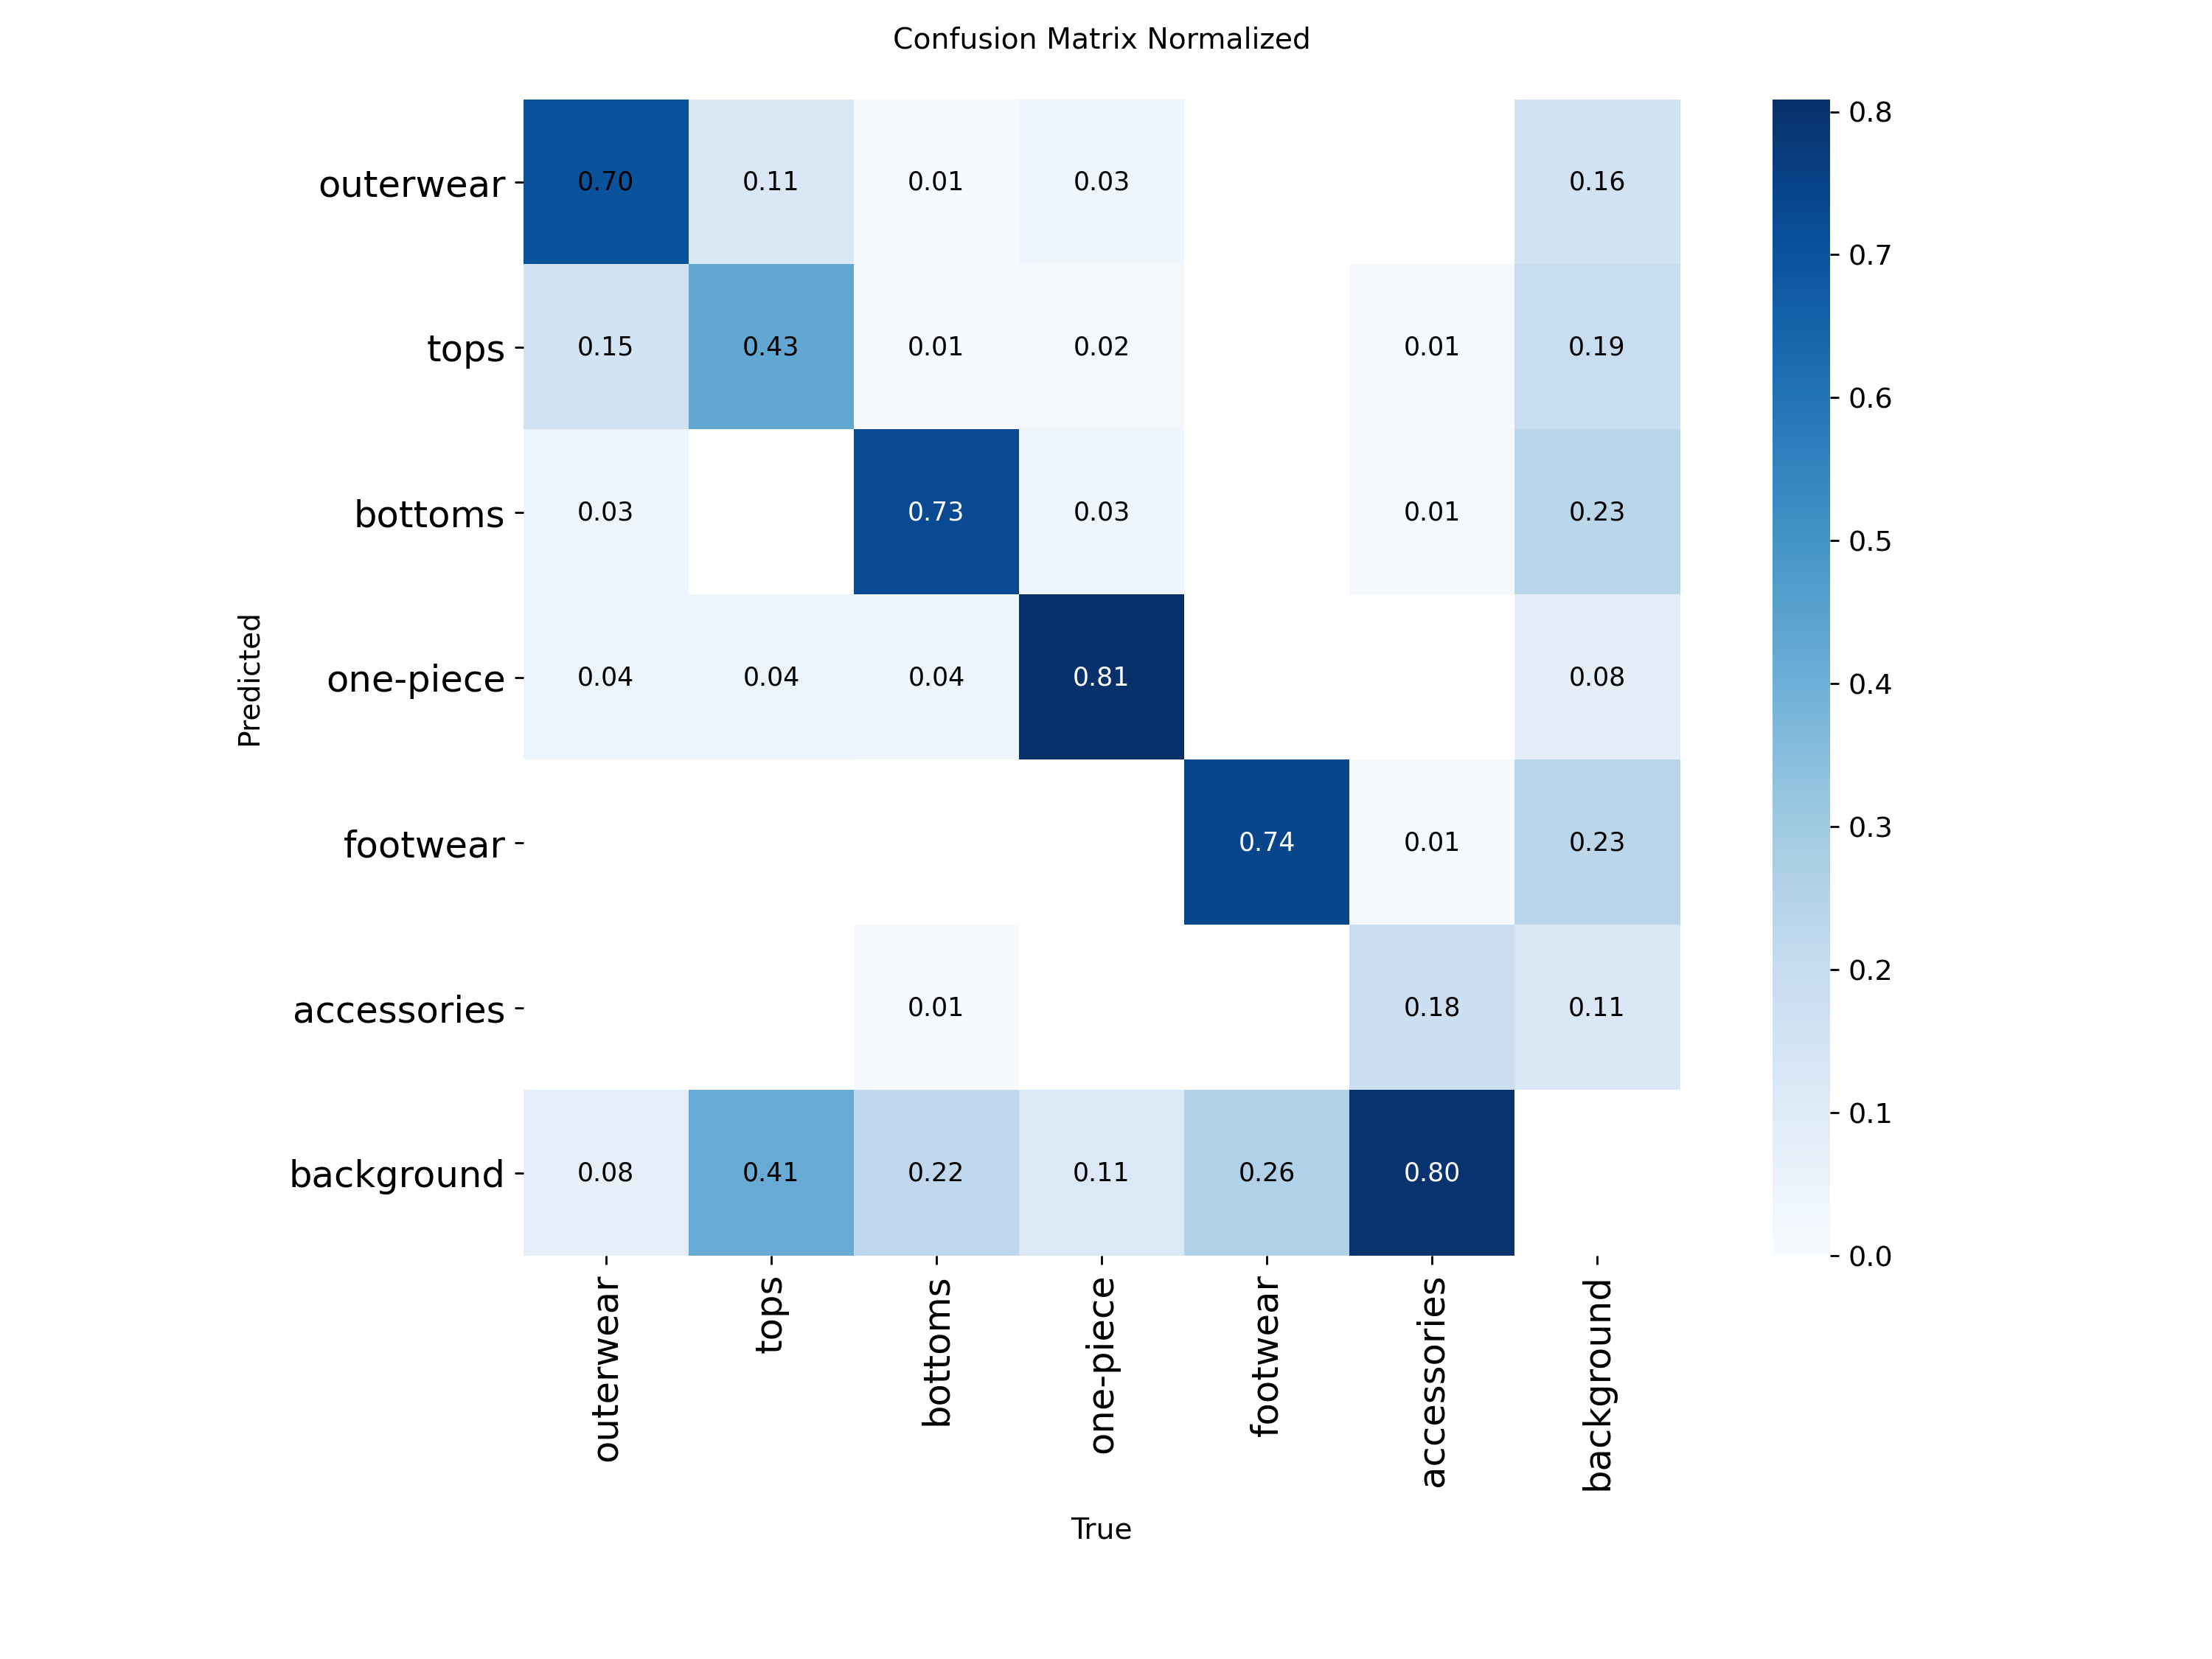 Confusion Matrix Normalized
outerwear 0.70 0.11 0.01 0.03 0.16
tops 0.15 0.43 0.01 0.02 0.01 0.19
bottoms 0.03 0.73 0.03 0.01 0.23
one-piece 0.04 0.04 0.04 0.81 0.08
footwear 0.74 0.01 0.23
accessories 0.01 0.18 0.11
background 0.08 0.41 0.22 0.11 0.26 0.80
Predicted
outerwear tops bottoms one-piece footwear accessories background
True
0.8
0.7
0.6
0.5
0.4
0.3
0.2
0.1
0.0